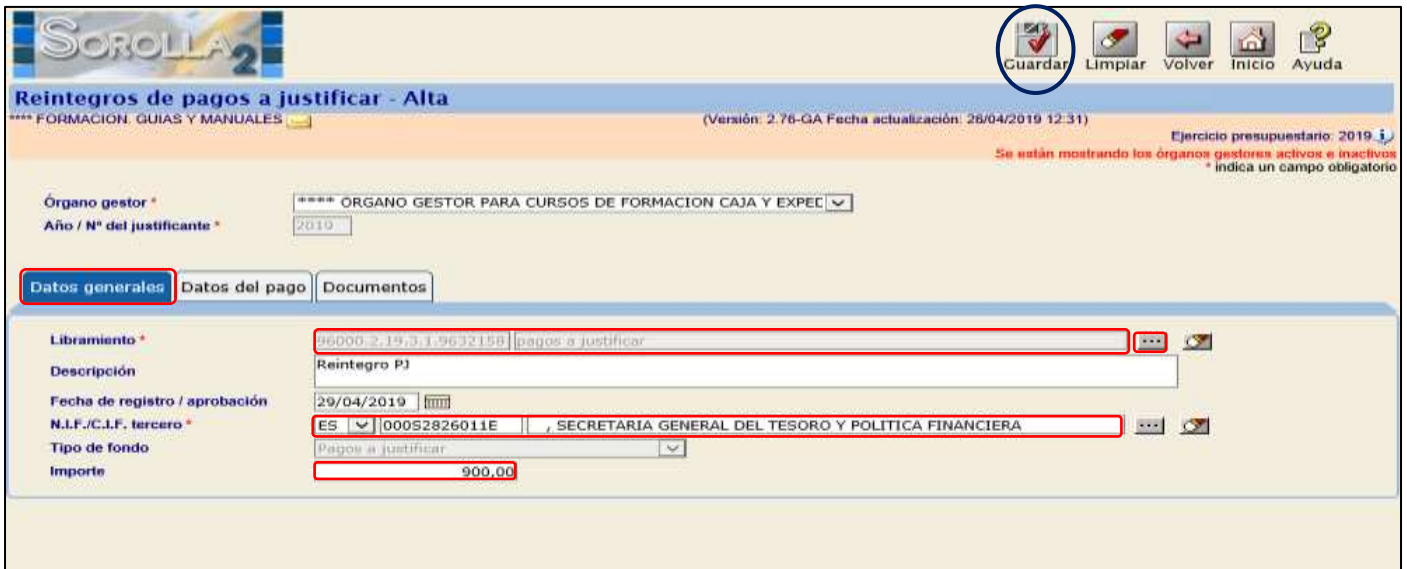 SOROLLA2
Guardar Limpiar Volver Inicio Ayuda
Reintegros de pagos a justificar - Alta
**** FORMACION. GUIAS Y MANUALES (Versión: 2.76-GA Fecha actualización: 26/04/2019 12:31)
Ejercicio presupuestario: 2019
Se están mostrando los órganos gestores activos e inactivos
* indica un campo obligatorio
Órgano gestor * **** ORGANO GESTOR PARA CURSOS DE FORMACION CAJA Y EXPED
Año / Nº del justificante * 2019
Datos generales Datos del pago Documentos
Libramiento * 96000.2.19.3.1.9632158 pagos a justificar ...
Descripción Reintegro PJ
Fecha de registro / aprobación 29/04/2019
N.I.F./C.I.F. tercero * ES 000S2826011E , SECRETARIA GENERAL DEL TESORO Y POLITICA FINANCIERA ...
Tipo de fondo Pagos a justificar
Importe 900,00